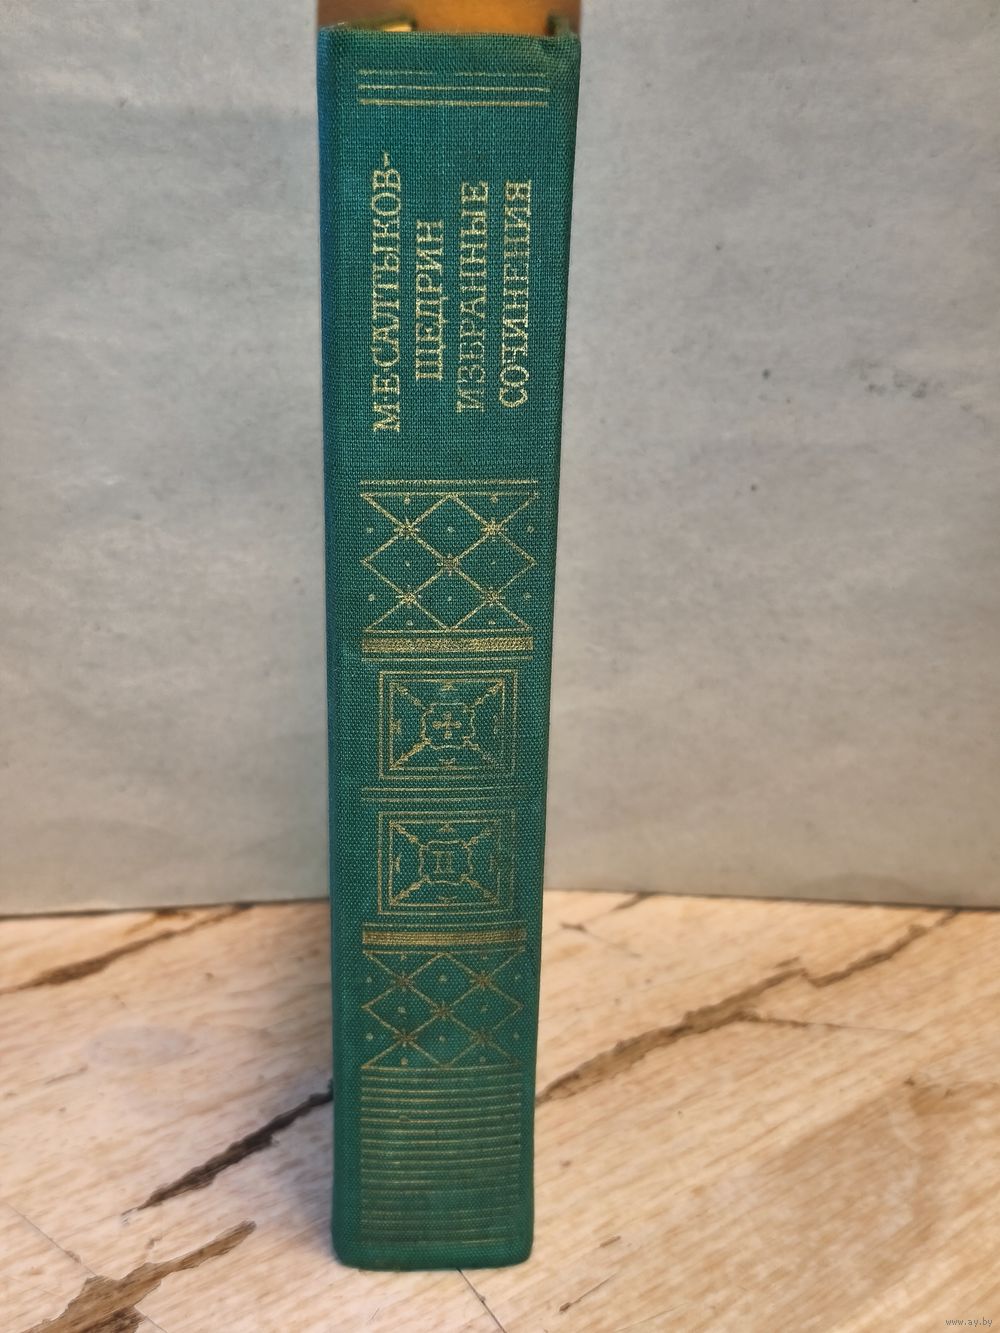 М·Е·САЛТЫКОВ-
ЩЕДРИН
ИЗБРАННЫЕ
СОЧИНЕНИЯ
II
www.ay.by